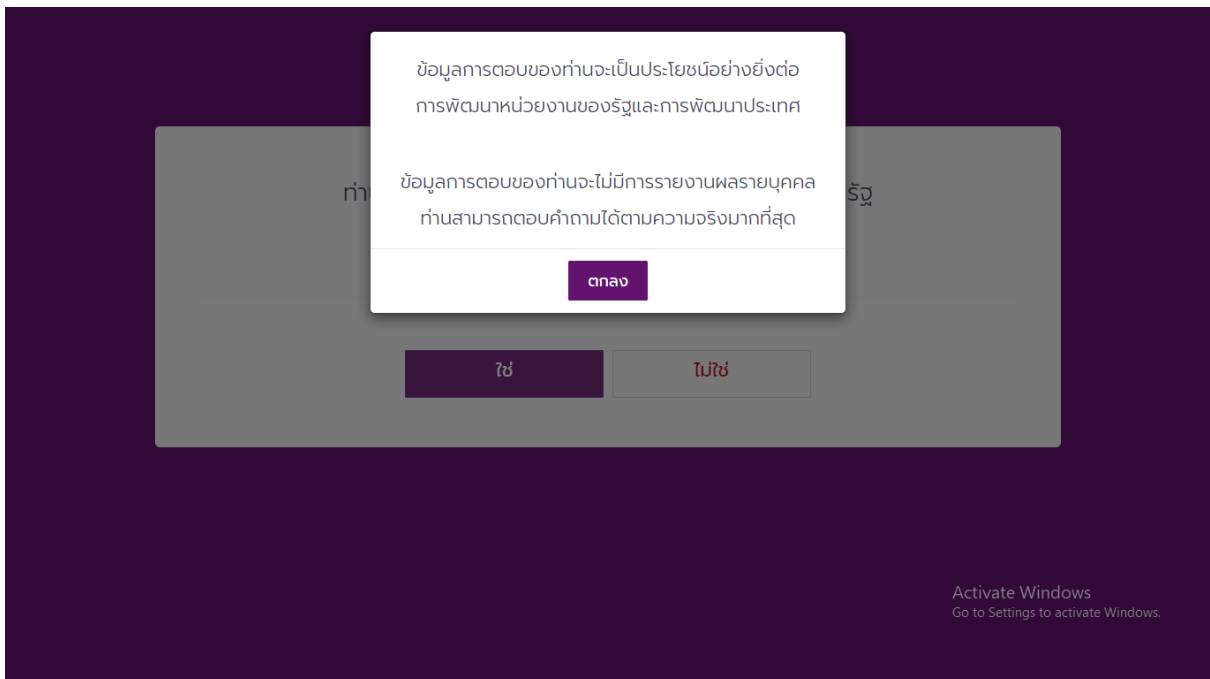 ข้อมูลการตอบของท่านจะเป็นประโยชน์อย่างยิ่งต่อ
การพัฒนาหน่วยงานของรัฐและการพัฒนาประเทศ
ข้อมูลการตอบของท่านจะไม่มีการรายงานผลรายบุคคล
ท่านสามารถตอบคำถามได้ตามความจริงมากที่สุด
รัฐ
ตกลง
ใช่ ไม่ใช่
Activate Windows
Go to Settings to activate Windows.